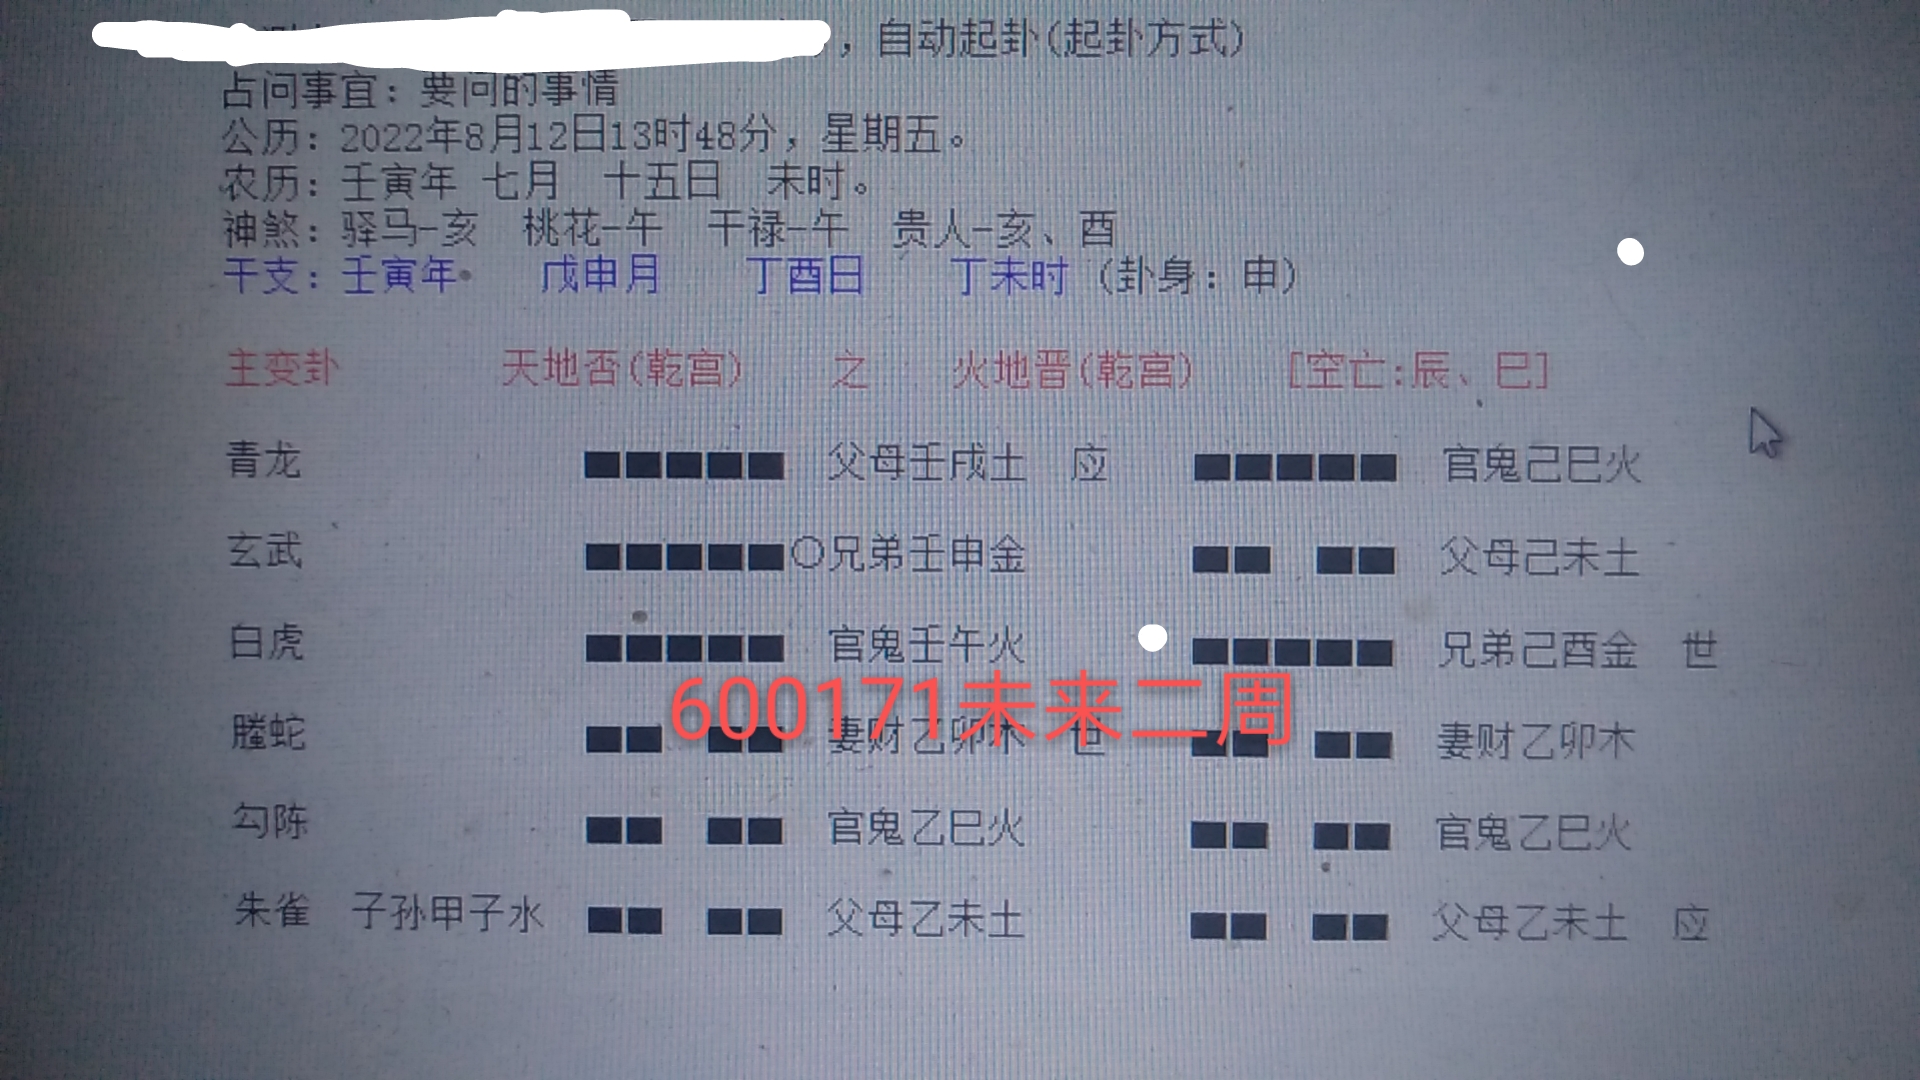 ，自动起卦(起卦方式)
占问事宜：要问的事情
公历：2022年8月12日13时48分，星期五。
农历：壬寅年 七月 十五日 未时。
神煞：驿马-亥 桃花-午 干禄-午 贵人-亥、酉
干支：壬寅年 戊申月 丁酉日 丁未时 (卦身：申)
主变卦 天地否(乾宫) 之 火地晋(乾宫) [空亡:辰、巳]
青龙 父母壬戌土 应 官鬼己巳火
玄武 〇兄弟壬申金 父母己未土
白虎 官鬼壬午火 兄弟己酉金 世
600171未来二周
螣蛇 妻财乙卯木 世 妻财乙卯木
勾陈 官鬼乙巳火 官鬼乙巳火
朱雀 子孙甲子水 父母乙未土 父母乙未土 应